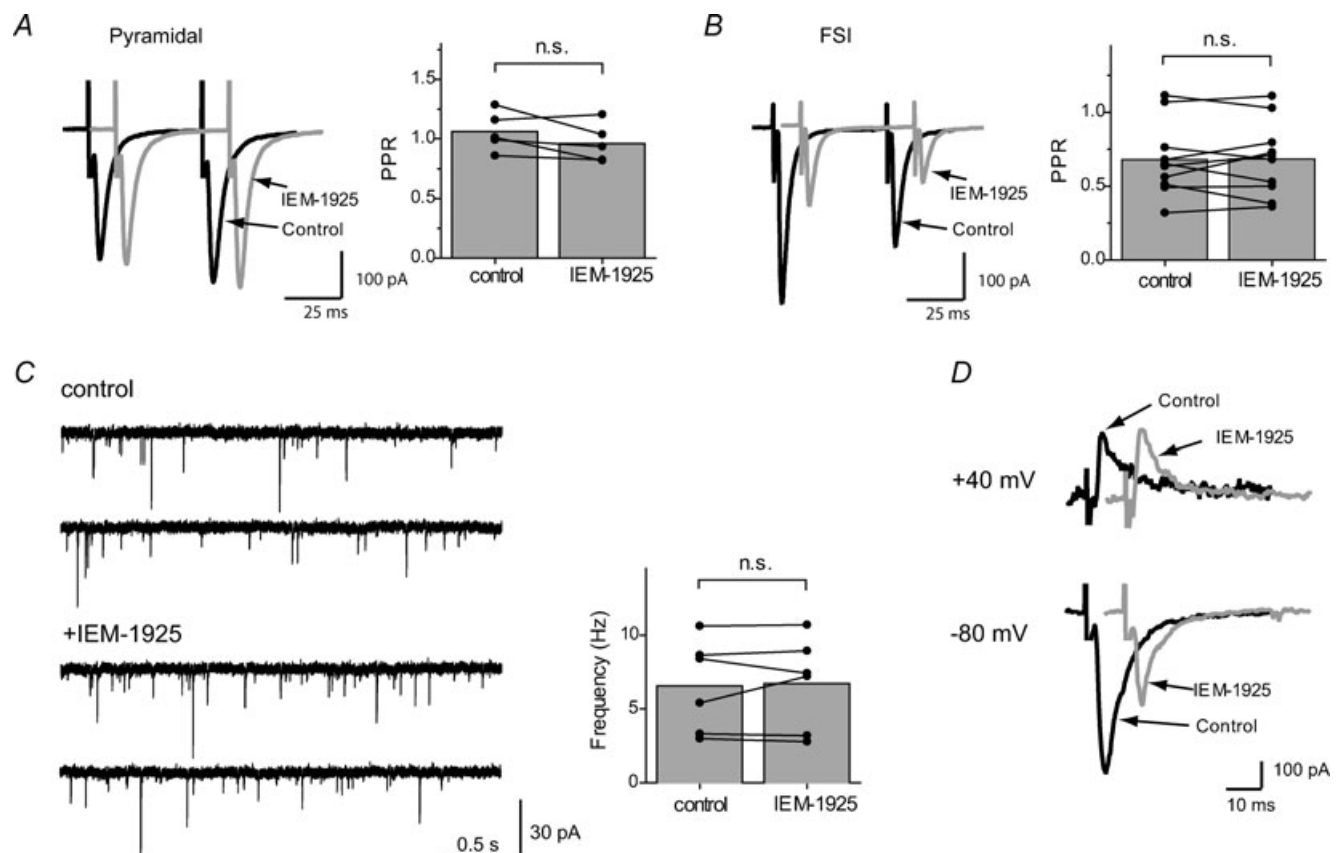 A
Pyramidal
n.s.
1.5
1.0
0.5
0.0
PPR
control
IEM-1925
IEM-1925
Control
100 pA
25 ms
B
FSI
n.s.
1.0
0.5
0.0
PPR
control
IEM-1925
IEM-1925
Control
100 pA
25 ms
C
control
+IEM-1925
0.5 s
30 pA
n.s.
10
5
0
Frequency (Hz)
control
IEM-1925
D
Control
IEM-1925
+40 mV
-80 mV
IEM-1925
Control
100 pA
10 ms